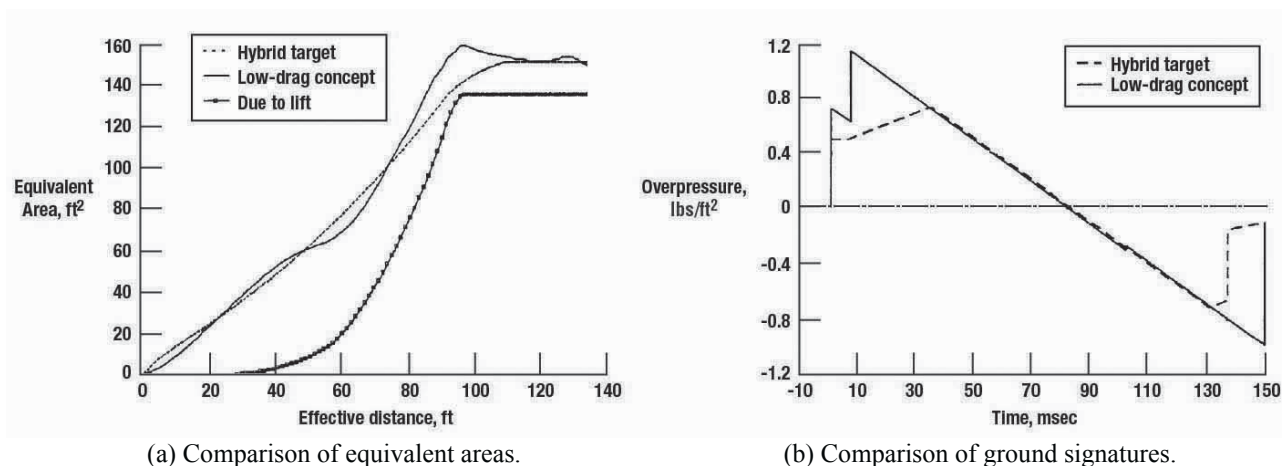 160
140
120
100
80
60
40
20
0
Equivalent
Area, ft2
Hybrid target
Low-drag concept
Due to lift
0 20 40 60 80 100 120 140
Effective distance, ft
(a) Comparison of equivalent areas.
1.2
0.8
0.4
0
-0.4
-0.8
-1.2
Overpressure,
lbs/ft2
Hybrid target
Low-drag concept
-10 10 30 50 70 90 110 130 150
Time, msec
(b) Comparison of ground signatures.